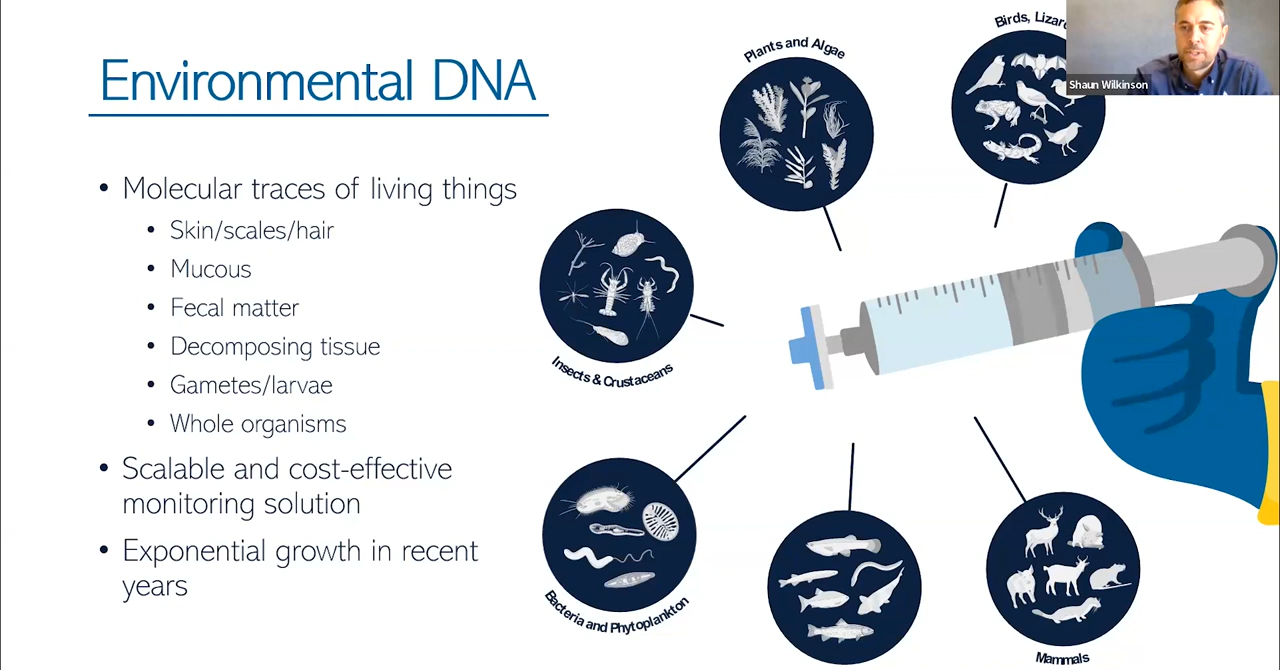 Environmental DNA
Molecular traces of living things
Skin/scales/hair
Mucous
Fecal matter
Decomposing tissue
Gametes/larvae
Whole organisms
Scalable and cost-effective
monitoring solution
Exponential growth in recent
years
Plants and Algae
Birds,
Shaun Wilkinson
Insects & Crustaceans
Bacteria and Phytoplankton
Mammals